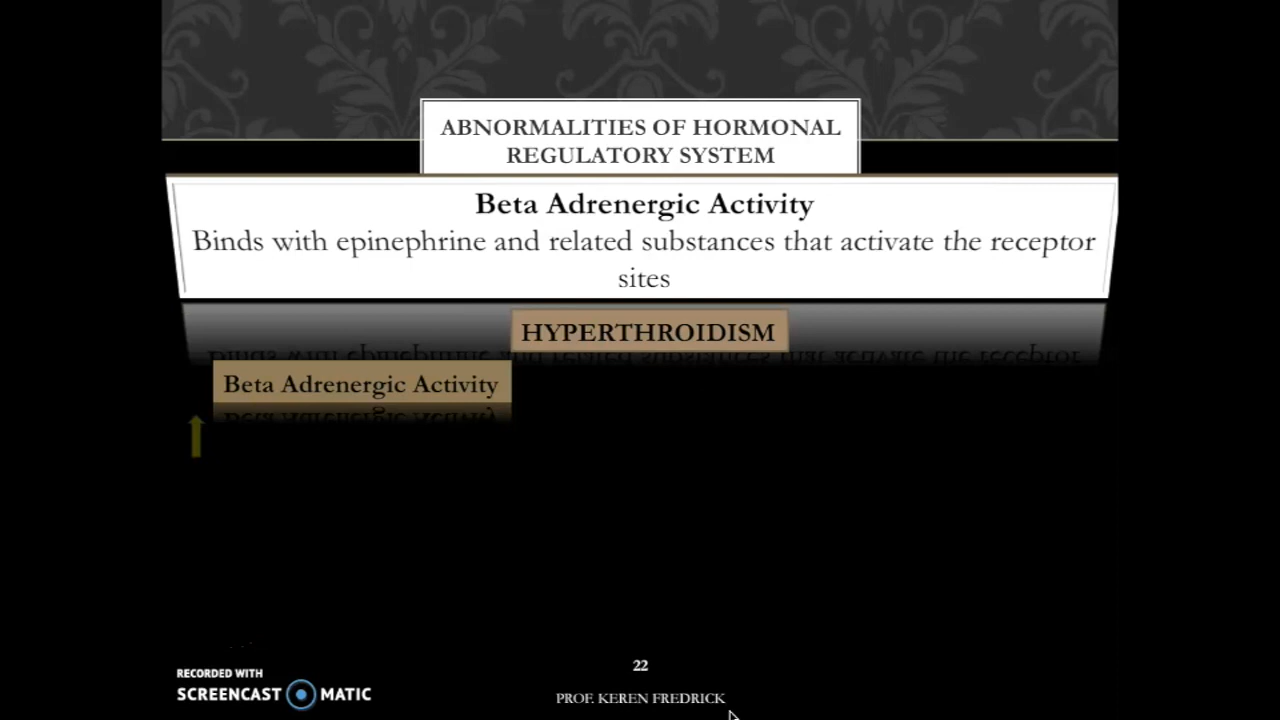 ABNORMALITIES OF HORMONAL
REGULATORY SYSTEM
Beta Adrenergic Activity
Binds with epinephrine and related substances that activate the receptor
sites
HYPERTHROIDISM
Beta Adrenergic Activity
22
RECORDED WITH
SCREENCAST MATIC
PROF. KEREN FREDRICK